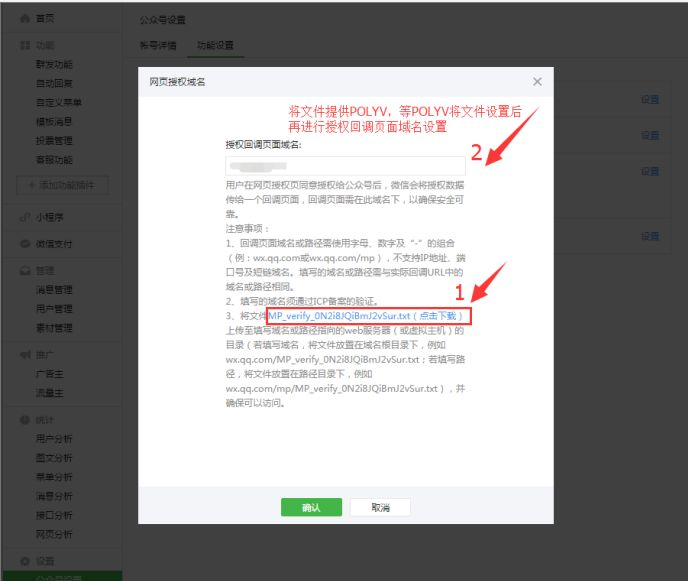 首页
公众号设置
功能
帐号详情
功能设置
群发功能
自动回复
自定义菜单
模板消息
投票管理
客服功能
+ 添加功能插件
小程序
微信支付
管理
消息管理
用户管理
素材管理
推广
广告主
流量主
统计
用户分析
图文分析
菜单分析
消息分析
接口分析
网页分析
设置
公众号设置
设置
设置
设置
设置
网页授权域名
将文件提供POLYV，等POLYV将文件设置后
再进行授权回调页面域名设置
授权回调页面域名:
2
用户在网页授权页同意授权给公众号后，微信会将授权数据
传给一个回调页面，回调页面需在此域名下，以确保安全可
靠。
注意事项：
1、回调页面域名或路径需使用字母、数字及“-”的组合
（例：wx.qq.com或wx.qq.com/mp），不支持IP地址、端
口号及短链域名。填写的域名或路径需与实际回调URL中的
域名或路径相同。
1
2、填写的域名须通过ICP备案的验证。
3、将文件MP_verify_0N2i8JQiBmJ2vSur.txt（点击下载）
上传至填写域名或路径指向的web服务器（或虚拟主机）的
目录（若填写域名，将文件放置在域名根目录下，例如
wx.qq.com/MP_verify_0N2i8JQiBmJ2vSur.txt；若填写路
径，将文件放置在路径目录下，例如
wx.qq.com/mp/MP_verify_0N2i8JQiBmJ2vSur.txt），并
确保可以访问。
确认
取消